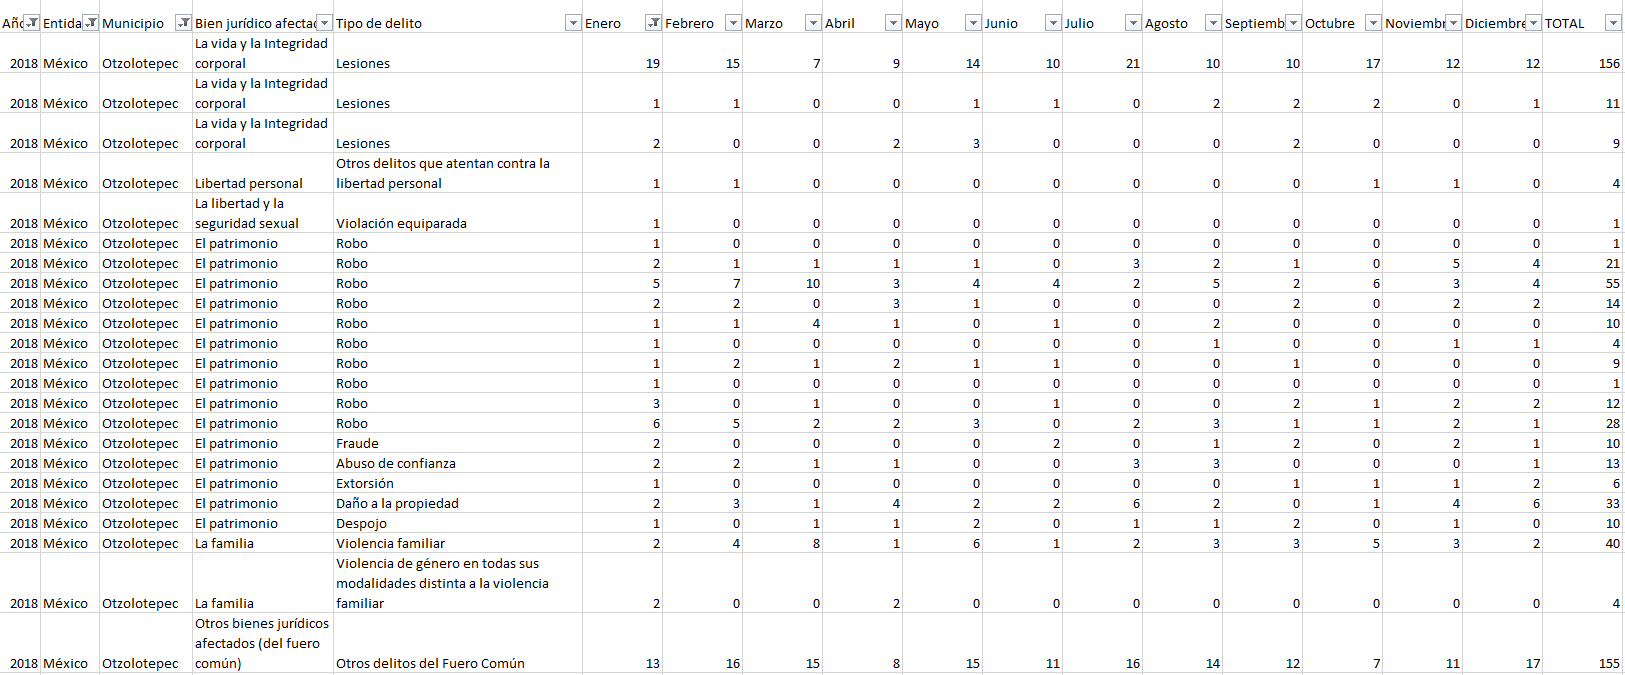 Año Entida Municipio Bien jurídico afecta Tipo de delito Enero Febrero Marzo Abril Mayo Junio Julio Agosto Septiemb Octubre Noviemb Diciembre TOTAL
La vida y la Integridad
2018 México Otzolotepec corporal Lesiones 19 15 7 9 14 10 21 10 10 17 12 12 156
La vida y la Integridad
2018 México Otzolotepec corporal Lesiones 1 1 0 0 1 1 0 2 2 2 0 1 11
La vida y la Integridad
2018 México Otzolotepec corporal Lesiones 2 0 0 2 3 0 0 0 2 0 0 0 9
Otros delitos que atentan contra la
2018 México Otzolotepec Libertad personal libertad personal 1 1 0 0 0 0 0 0 0 1 1 0 4
La libertad y la
2018 México Otzolotepec seguridad sexual Violación equiparada 1 0 0 0 0 0 0 0 0 0 0 0 1
2018 México Otzolotepec El patrimonio Robo 1 0 0 0 0 0 0 0 0 0 0 0 1
2018 México Otzolotepec El patrimonio Robo 2 1 1 1 1 0 3 2 1 0 5 4 21
2018 México Otzolotepec El patrimonio Robo 5 7 10 3 4 4 2 5 2 6 3 4 55
2018 México Otzolotepec El patrimonio Robo 2 2 0 3 1 0 0 0 2 0 2 2 14
2018 México Otzolotepec El patrimonio Robo 1 1 4 1 0 1 0 2 0 0 0 0 10
2018 México Otzolotepec El patrimonio Robo 1 0 0 0 0 0 0 1 0 0 1 1 4
2018 México Otzolotepec El patrimonio Robo 1 2 1 2 1 1 0 0 1 0 0 0 9
2018 México Otzolotepec El patrimonio Robo 1 0 0 0 0 0 0 0 0 0 0 0 1
2018 México Otzolotepec El patrimonio Robo 3 0 1 0 0 1 0 0 2 1 2 2 12
2018 México Otzolotepec El patrimonio Robo 6 5 2 2 3 0 2 3 1 1 2 1 28
2018 México Otzolotepec El patrimonio Fraude 2 0 0 0 0 2 0 1 2 0 2 1 10
2018 México Otzolotepec El patrimonio Abuso de confianza 2 2 1 1 0 0 3 3 0 0 0 1 13
2018 México Otzolotepec El patrimonio Extorsión 1 0 0 0 0 0 0 0 1 1 1 2 6
2018 México Otzolotepec El patrimonio Daño a la propiedad 2 3 1 4 2 2 6 2 0 1 4 6 33
2018 México Otzolotepec El patrimonio Despojo 1 0 1 1 2 0 1 1 2 0 1 0 10
2018 México Otzolotepec La familia Violencia familiar 2 4 8 1 6 1 2 3 3 5 3 2 40
Violencia de género en todas sus
modalidades distinta a la violencia
2018 México Otzolotepec La familia familiar 2 0 0 2 0 0 0 0 0 0 0 0 4
Otros bienes jurídicos
afectados (del fuero
2018 México Otzolotepec común) Otros delitos del Fuero Común 13 16 15 8 15 11 16 14 12 7 11 17 155